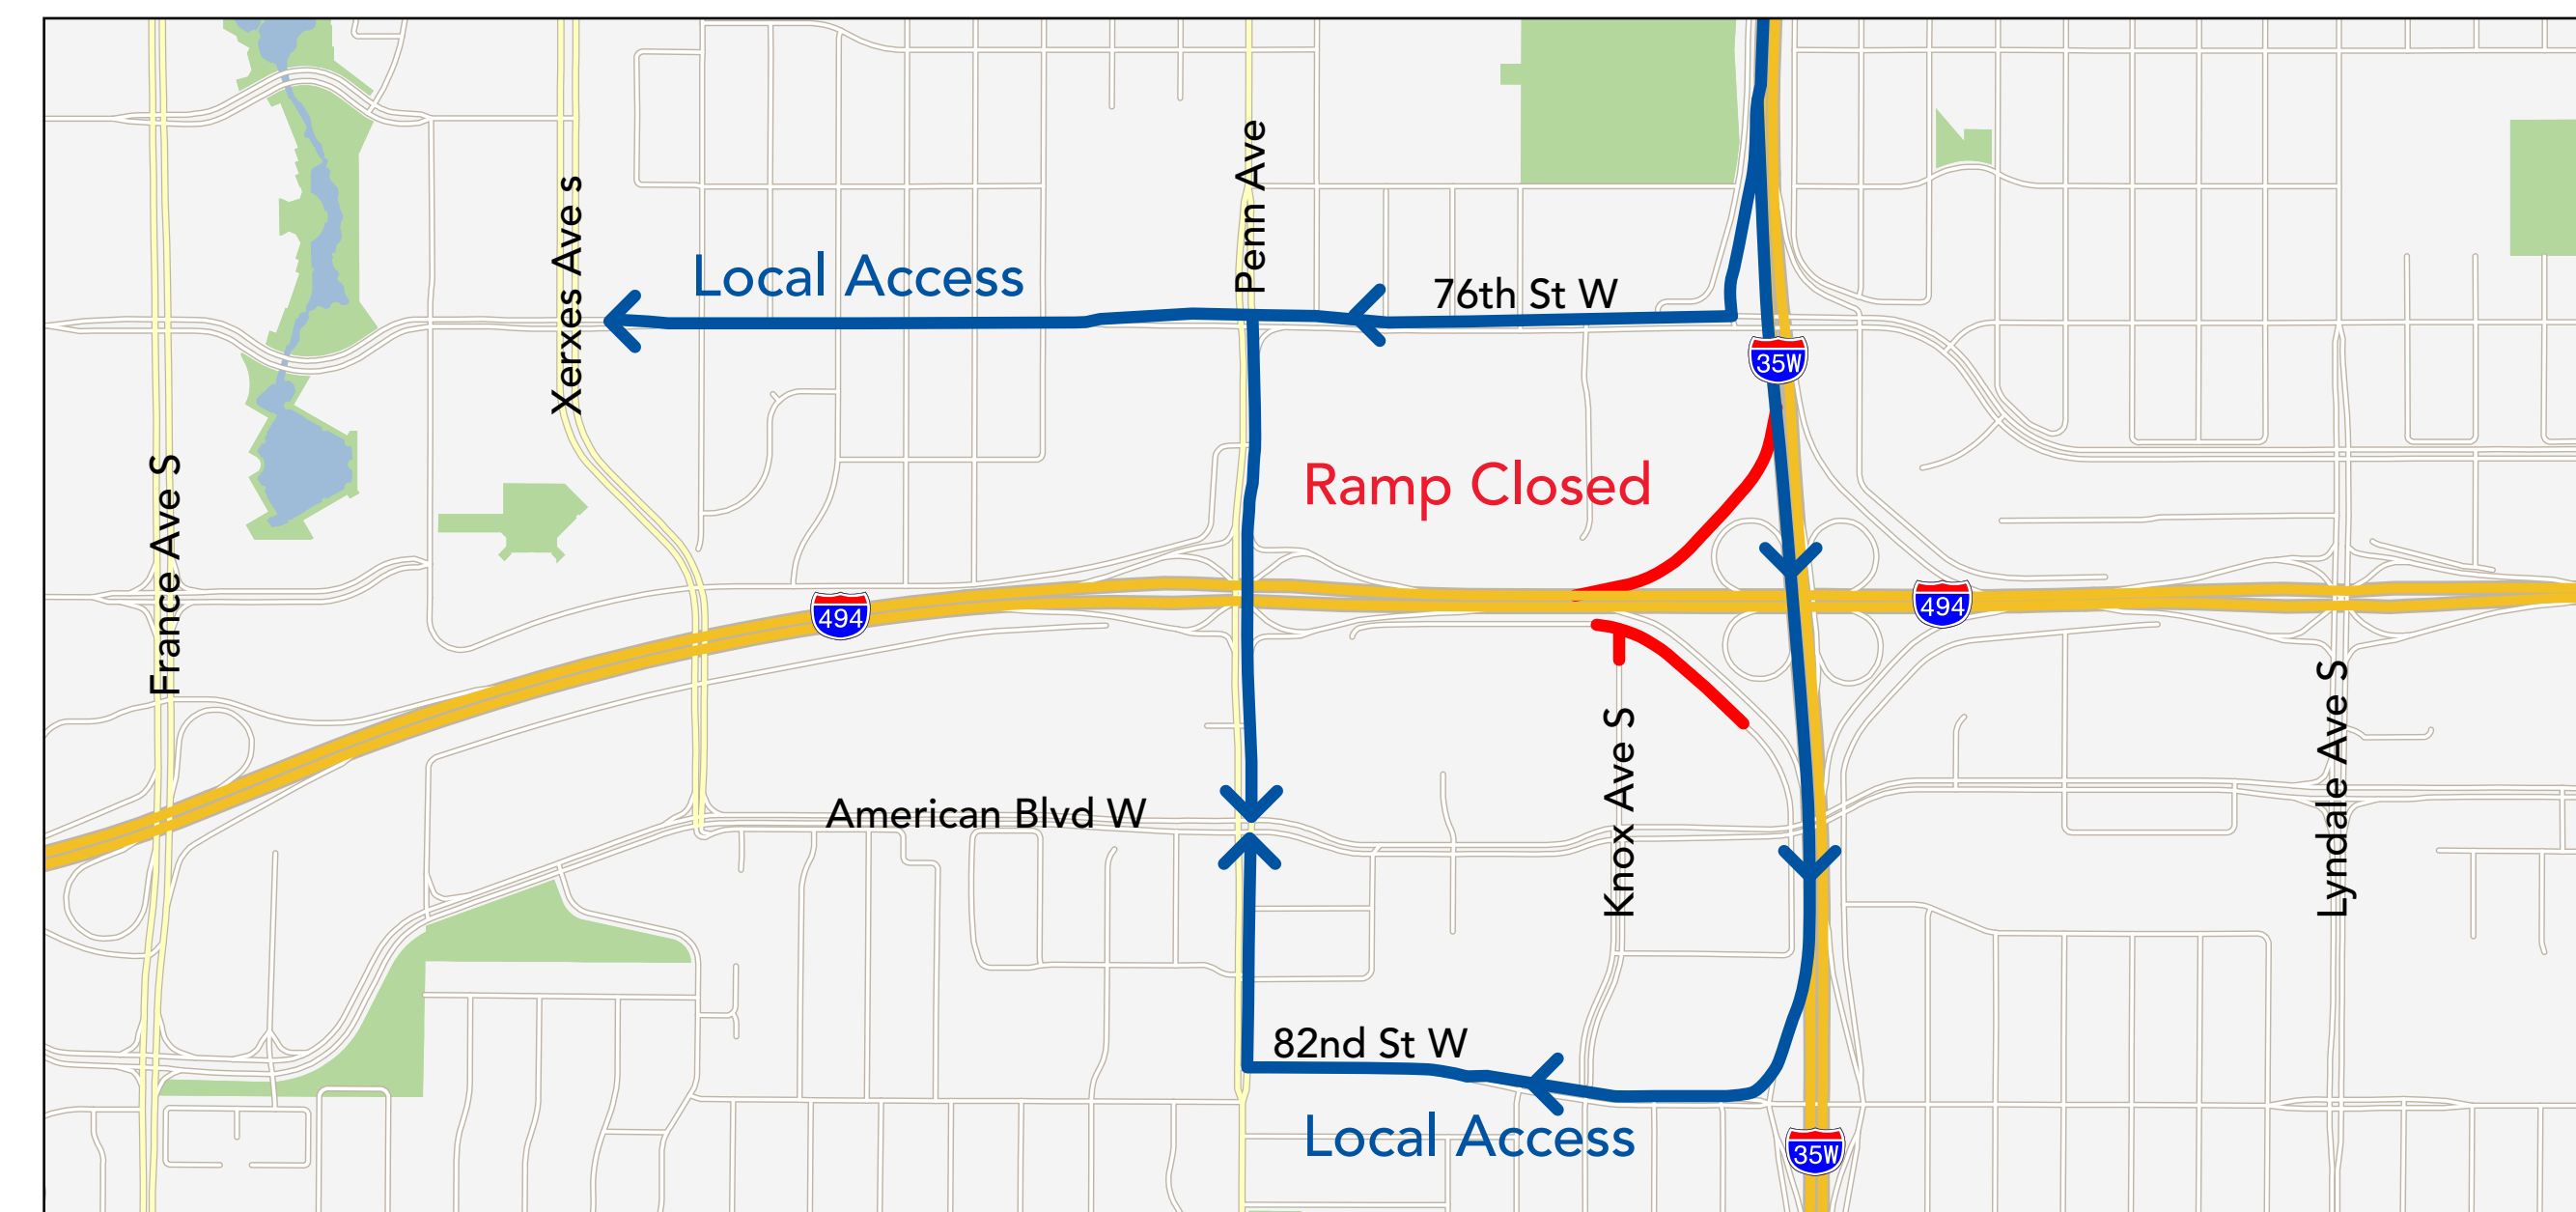 Penn Ave
Xerxes Ave s
Local Access
76th St W
35W
France Ave S
Ramp Closed
494
494
Knox Ave S
Lyndale Ave S
American Blvd W
82nd St W
Local Access
35W